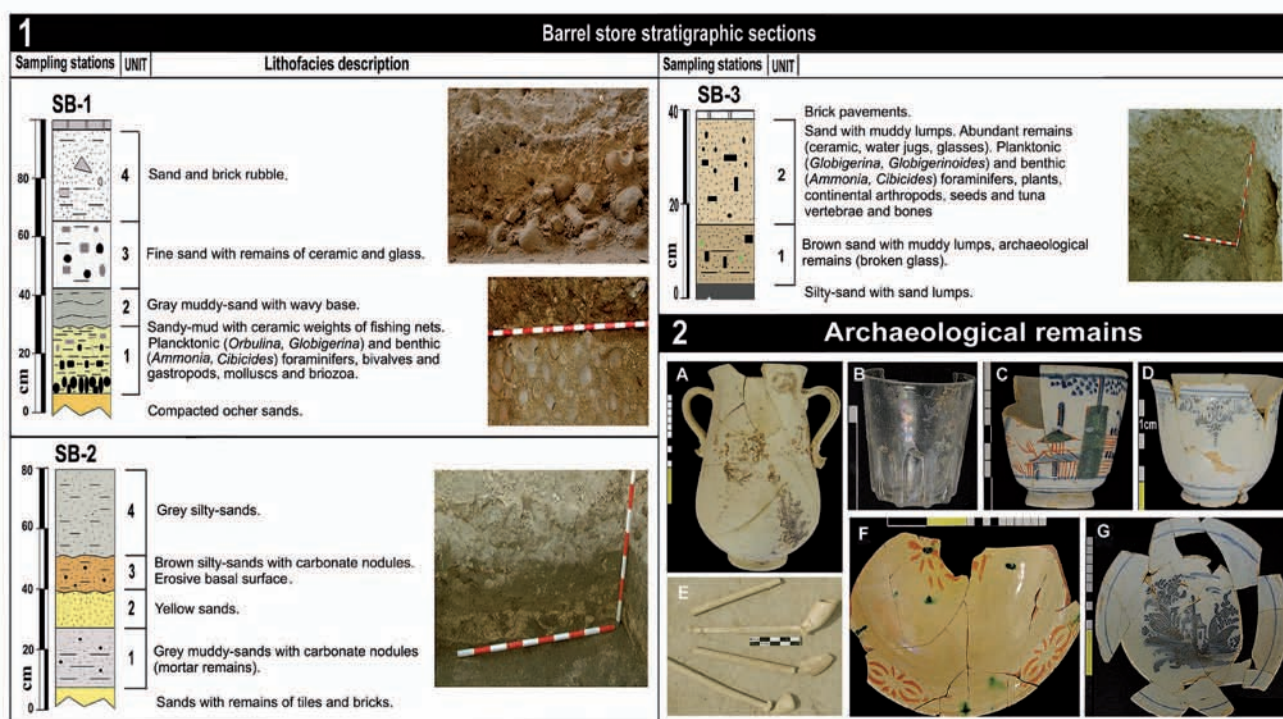 1
Barrel store stratigraphic sections
Sampling stations UNIT Lithofacies description
SB-1
80
60
40
20
0
cm
4 Sand and brick rubble.
3 Fine sand with remains of ceramic and glass.
2 Gray muddy-sand with wavy base.
1 Sandy-mud with ceramic weights of fishing nets.
Plancktonic (Orbulina, Globigerina) and benthic
(Ammonia, Cibicides) foraminifers, bivalves and
gastropods, molluscs and briozoa.
Compacted ocher sands.
SB-2
80
60
40
20
0
cm
4 Grey silty-sands.
3 Brown silty-sands with carbonate nodules.
Erosive basal surface.
2 Yellow sands.
1 Grey muddy-sands with carbonate nodules
(mortar remains).
Sands with remains of tiles and bricks.
Sampling stations UNIT
SB-3
40
20
0
cm
Brick pavements.
2 Sand with muddy lumps. Abundant remains
(ceramic, water jugs, glasses). Planktonic
(Globigerina, Globigerinoides) and benthic
(Ammonia, Cibicides) foraminifers, plants,
continental arthropods, seeds and tuna
vertebrae and bones
1 Brown sand with muddy lumps, archaeological
remains (broken glass).
Silty-sand with sand lumps.
2 Archaeological remains
A
B
C
D
1cm
E
F
G